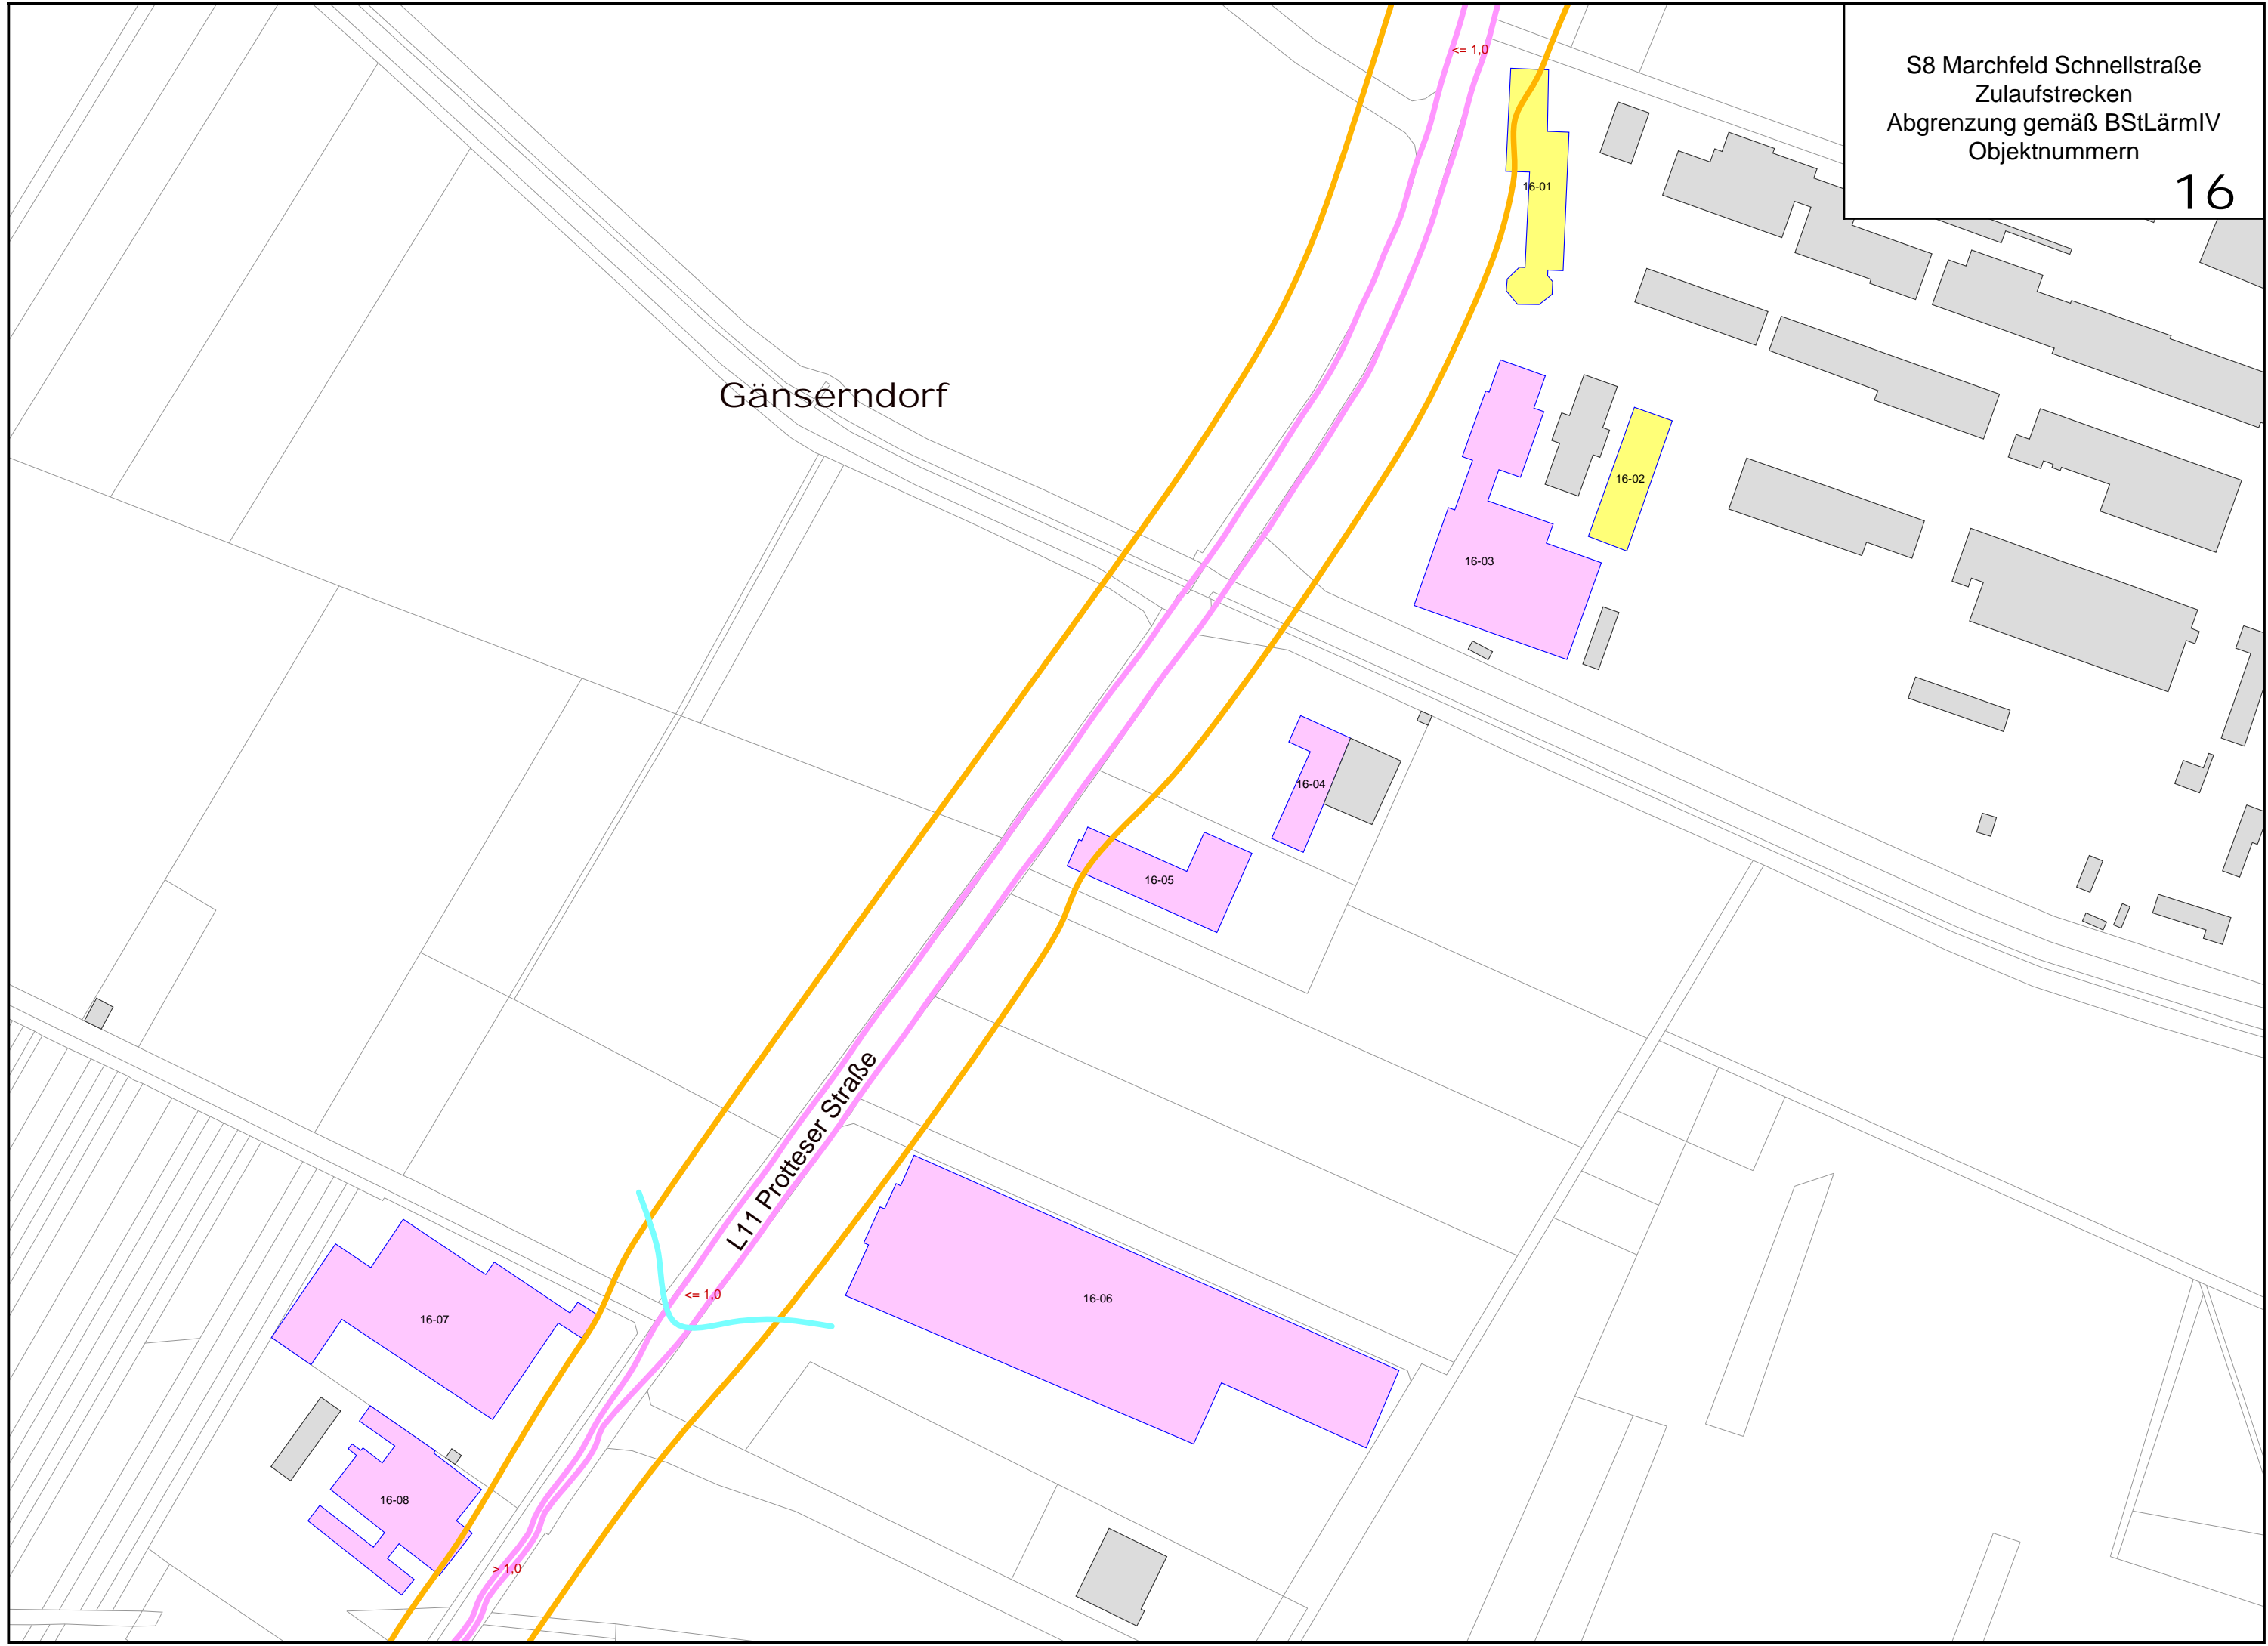 S8 Marchfeld Schnellstraße
Zulaufstrecken
Abgrenzung gemäß BStLärmIV
Objektnummern
16
<= 1,0
16-01
Gänserndorf
16-02
16-03
16-04
16-05
L11 Protteser Straße
<= 1,0
16-06
16-07
16-08
> 1,0